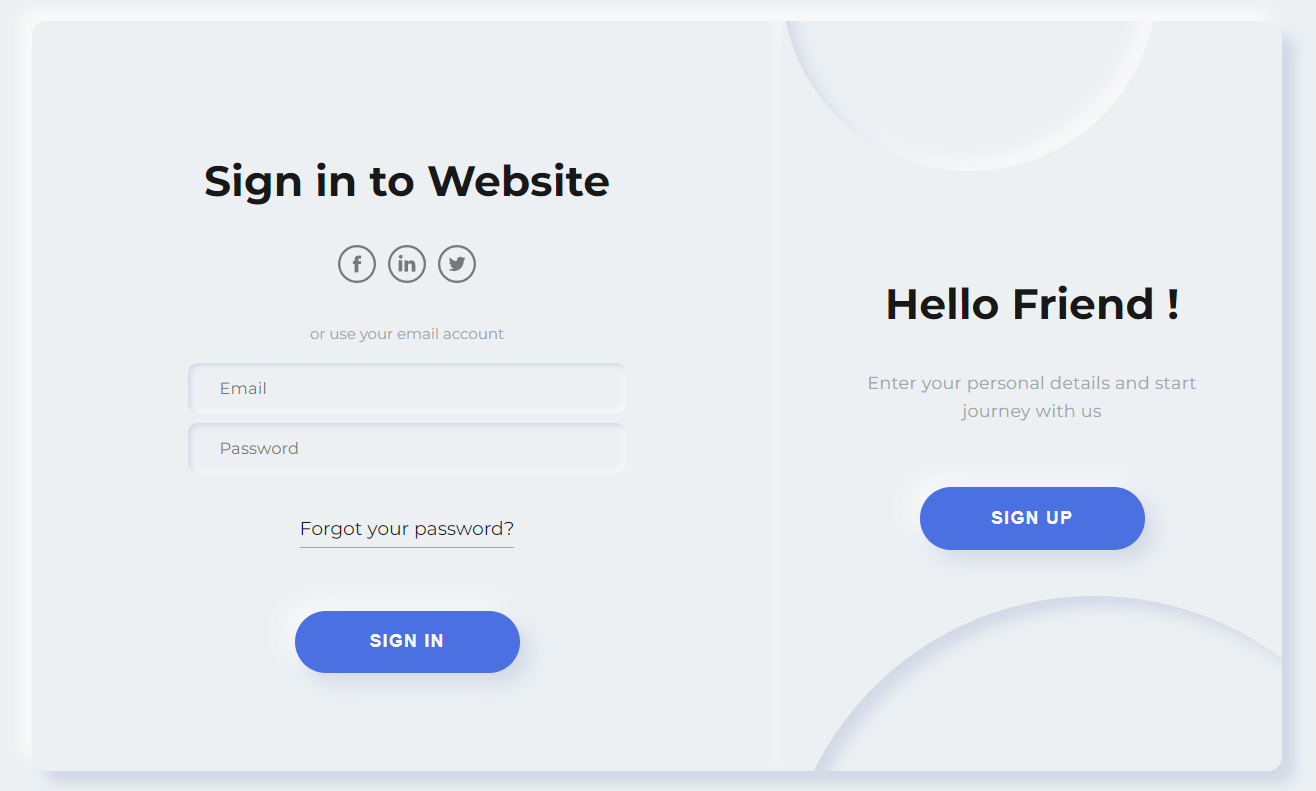 Sign in to Website
f
in
or use your email account
Email
Password
Forgot your password?
SIGN IN
Hello Friend !
Enter your personal details and start
journey with us
SIGN UP